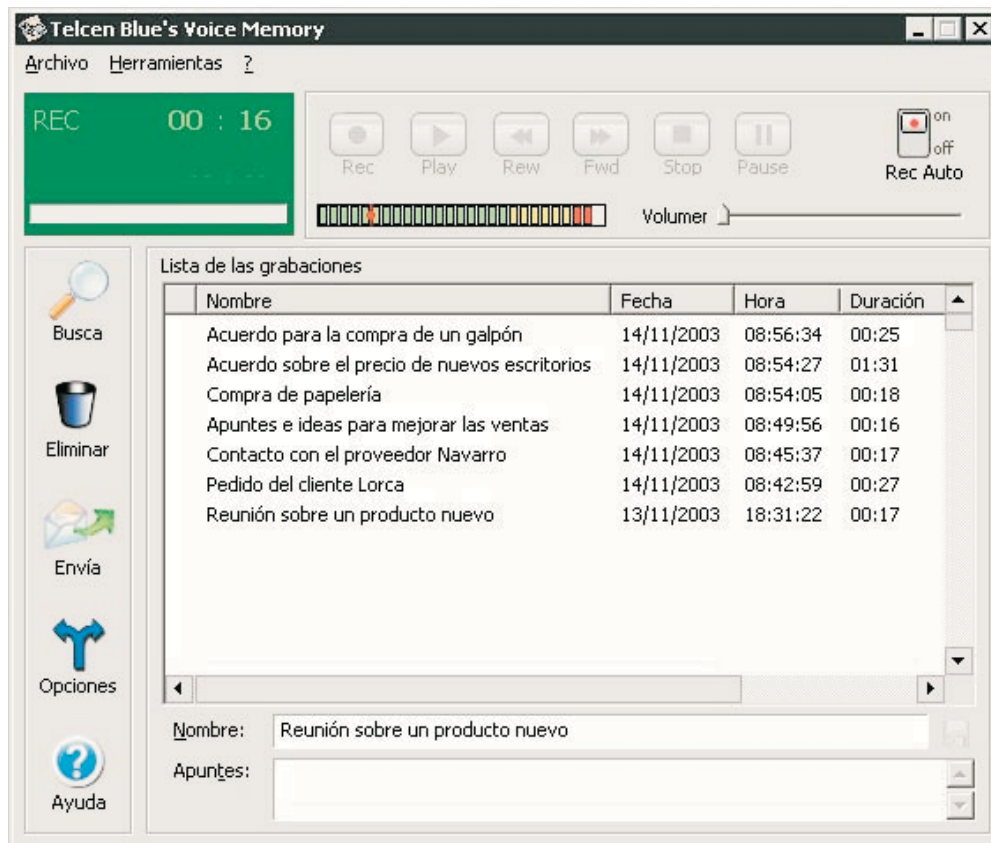 Telcen Blue's Voice Memory
Archivo Herramientas ?
REC 00 : 16
Rec Play Rew Fwd Stop Pause
on
off
Rec Auto
Volumer
Busca
Eliminar
Envía
Opciones
Ayuda
Lista de las grabaciones
Nombre Fecha Hora Duración
Acuerdo para la compra de un galpón 14/11/2003 08:56:34 00:25
Acuerdo sobre el precio de nuevos escritorios 14/11/2003 08:54:27 01:31
Compra de papelería 14/11/2003 08:54:05 00:18
Apuntes e ideas para mejorar las ventas 14/11/2003 08:49:56 00:16
Contacto con el proveedor Navarro 14/11/2003 08:45:37 00:17
Pedido del cliente Lorca 14/11/2003 08:42:59 00:27
Reunión sobre un producto nuevo 13/11/2003 18:31:22 00:17
Nombre: Reunión sobre un producto nuevo
Apuntes: